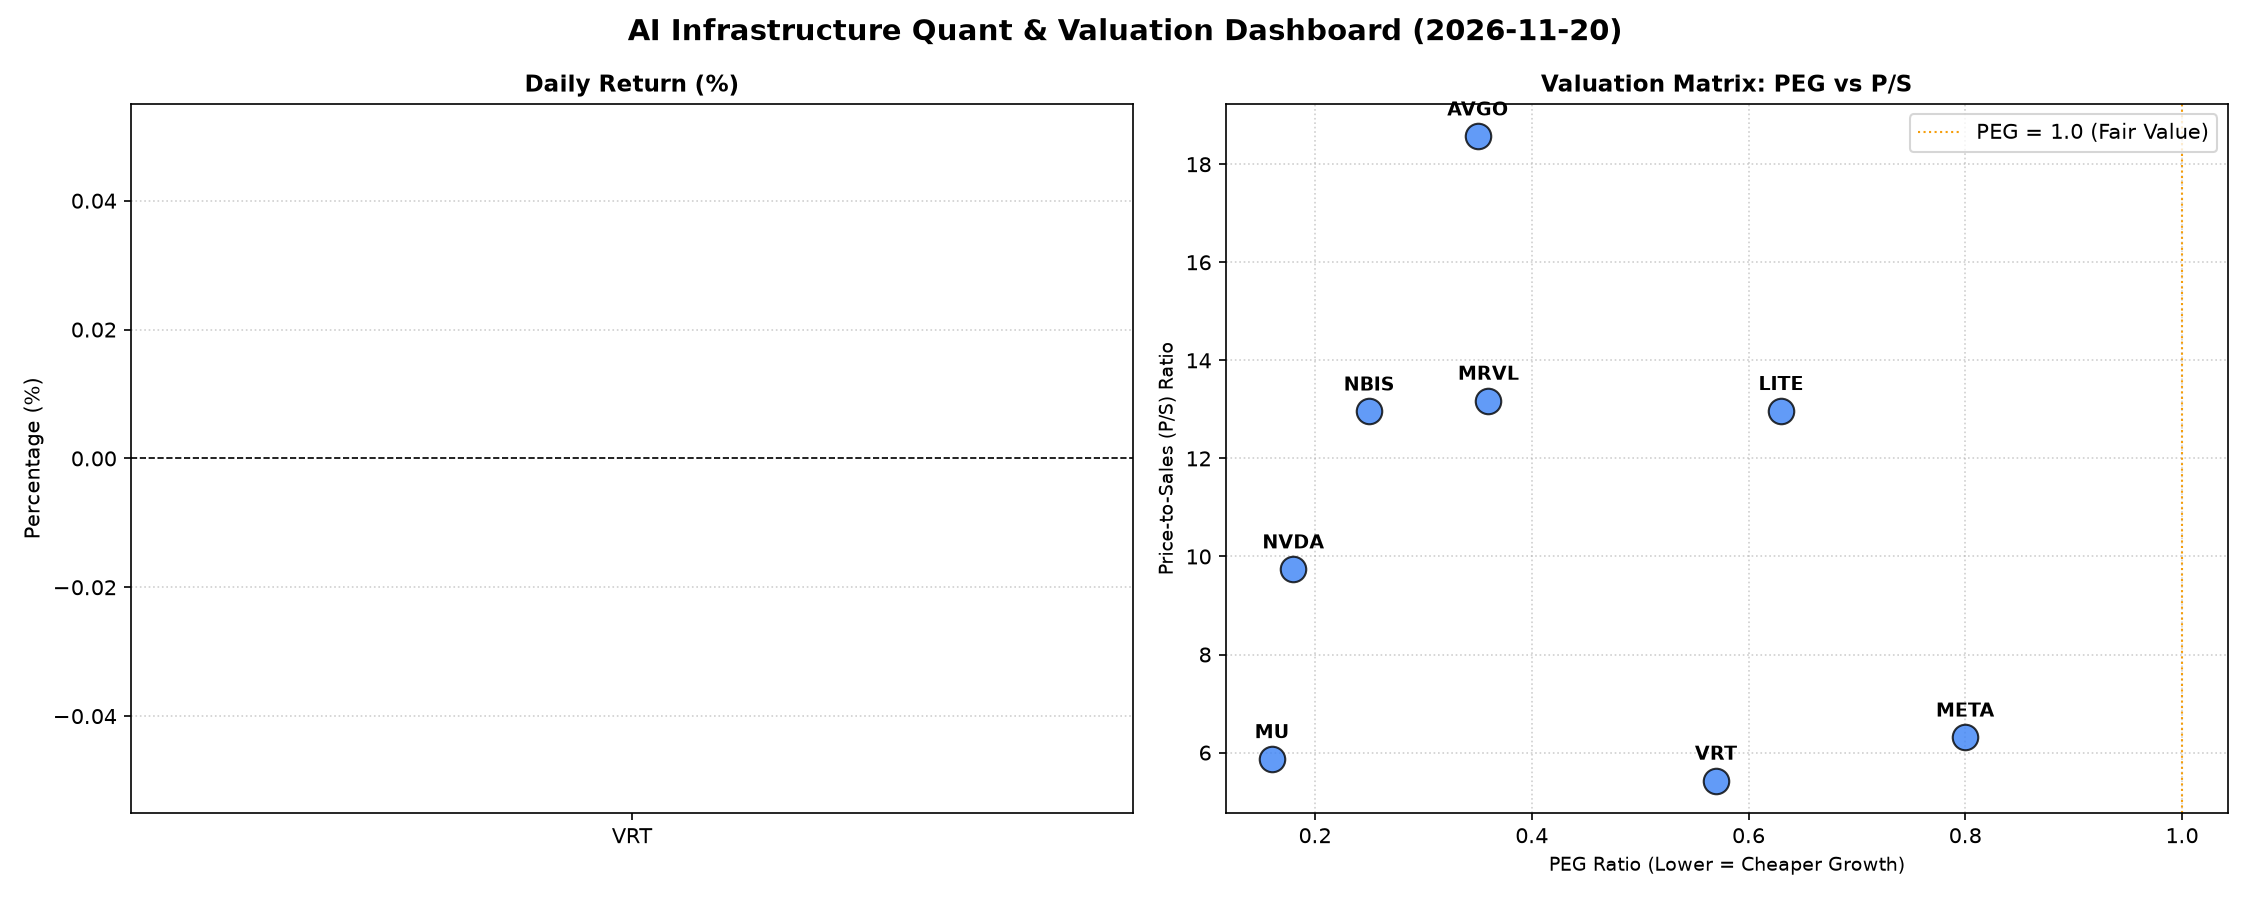 AI Infrastructure Quant & Valuation Dashboard (2026-11-20)
Daily Return (%)
Percentage (%)
0.04
0.02
0.00
−0.02
−0.04
VRT
Valuation Matrix: PEG vs P/S
Price-to-Sales (P/S) Ratio
18
16
14
12
10
8
6
PEG = 1.0 (Fair Value)
AVGO
NBIS
MRVL
LITE
NVDA
MU
VRT
META
0.2
0.4
0.6
0.8
1.0
PEG Ratio (Lower = Cheaper Growth)